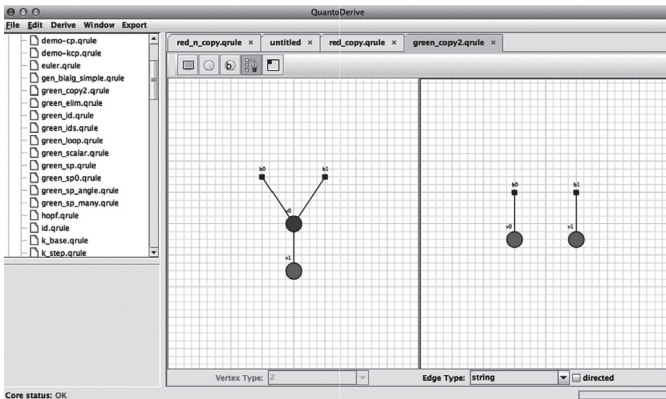 QuantoDerive
File Edit Derive Window Export
demo-cp.qrule
demo-kcp.qrule
euler.qrule
gen_bialg_simple.qrule
green_copy2.qrule
green_elim.qrule
green_id.qrule
green_ids.qrule
green_loop.qrule
green_scalar.qrule
green_sp.qrule
green_sp0.qrule
green_sp_angle.qrule
green_sp_many.qrule
hopf.qrule
id.qrule
k_base.qrule
k_step.qrule
red_n_copy.qrule × untitled × red_copy.qrule × green_copy2.qrule ×
b
b0 b1
v0
v1
b0 b1
v0 v1
Vertex Type: Z Edge Type: string directed
Core status: OK